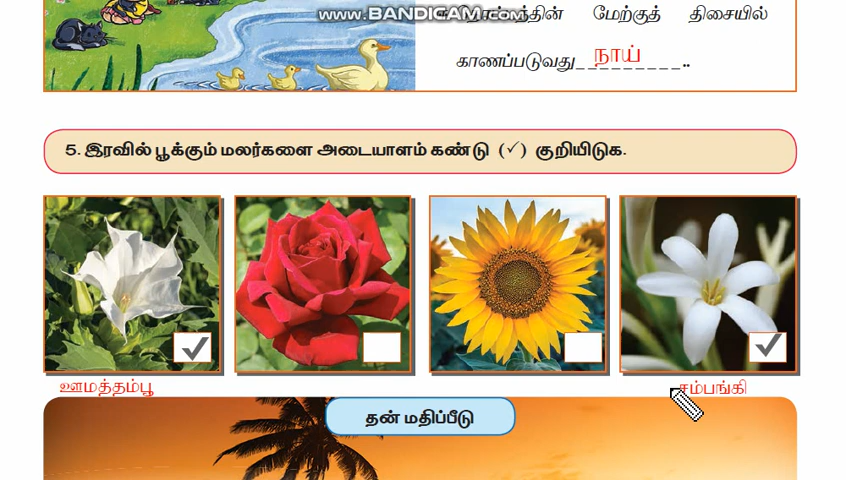 www.BANDICAM.com
மேற்குத் திசையில்
காணப்படுவது_________..
நாய்
5. இரவில் பூக்கும் மலர்களை அடையாளம் கண்டு (✓) குறியிடுக.
ஊமத்தம்பூ
சம்பங்கி
தன் மதிப்பீடு